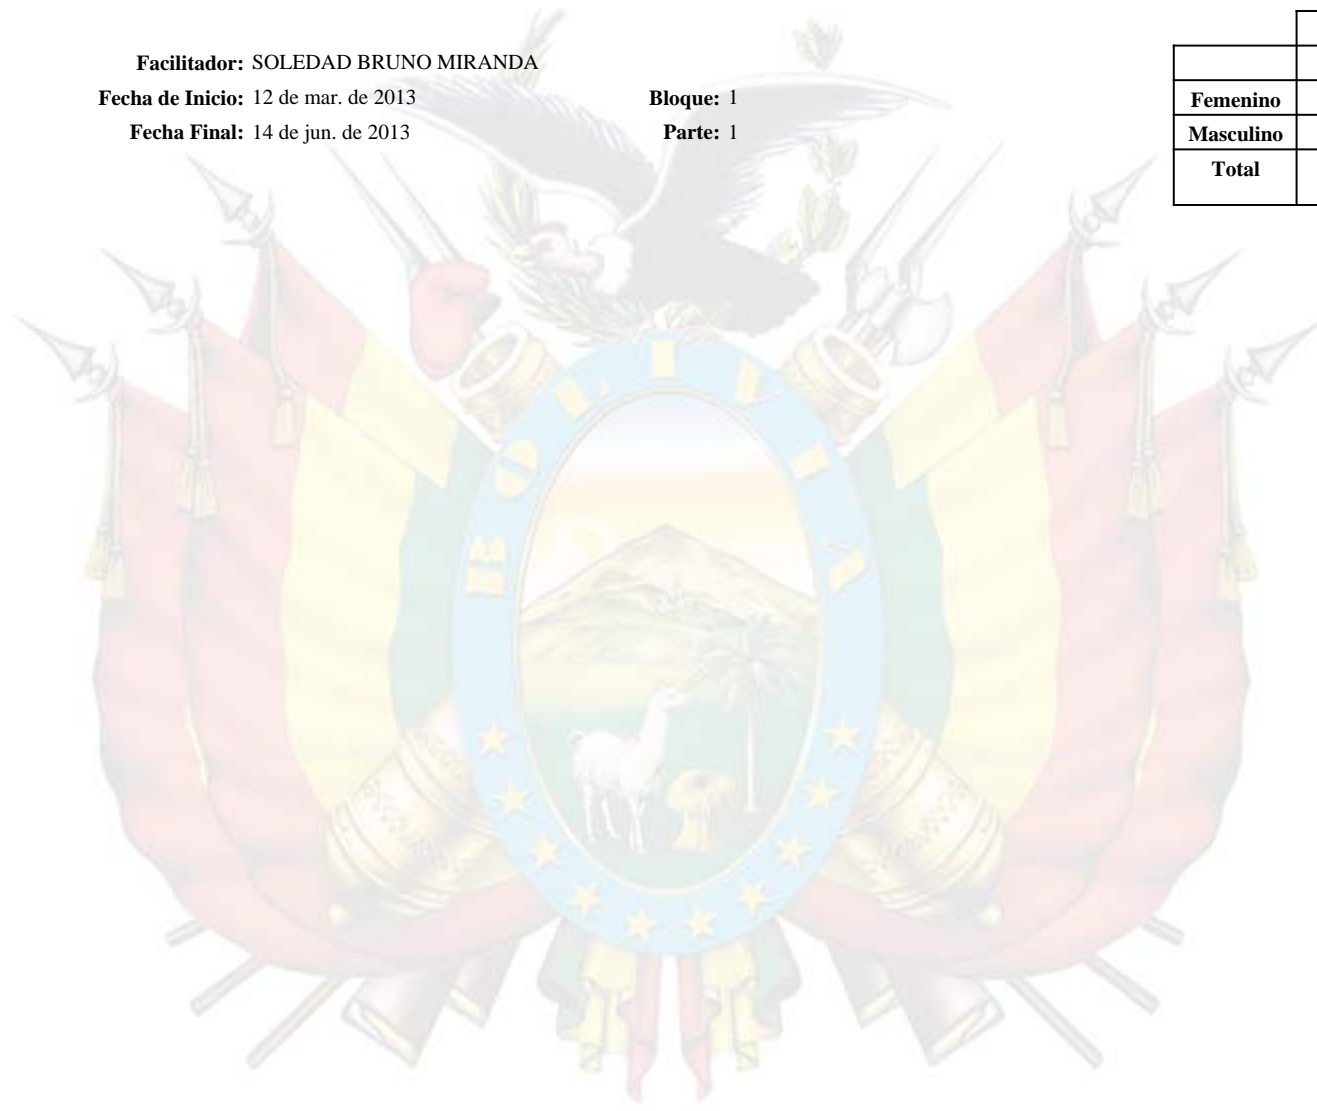 Facilitador: SOLEDAD BRUNO MIRANDA
Fecha de Inicio: 12 de mar. de 2013 Bloque: 1
Fecha Final: 14 de jun. de 2013 Parte: 1
Femenino
Masculino
Total
BOLIVIA